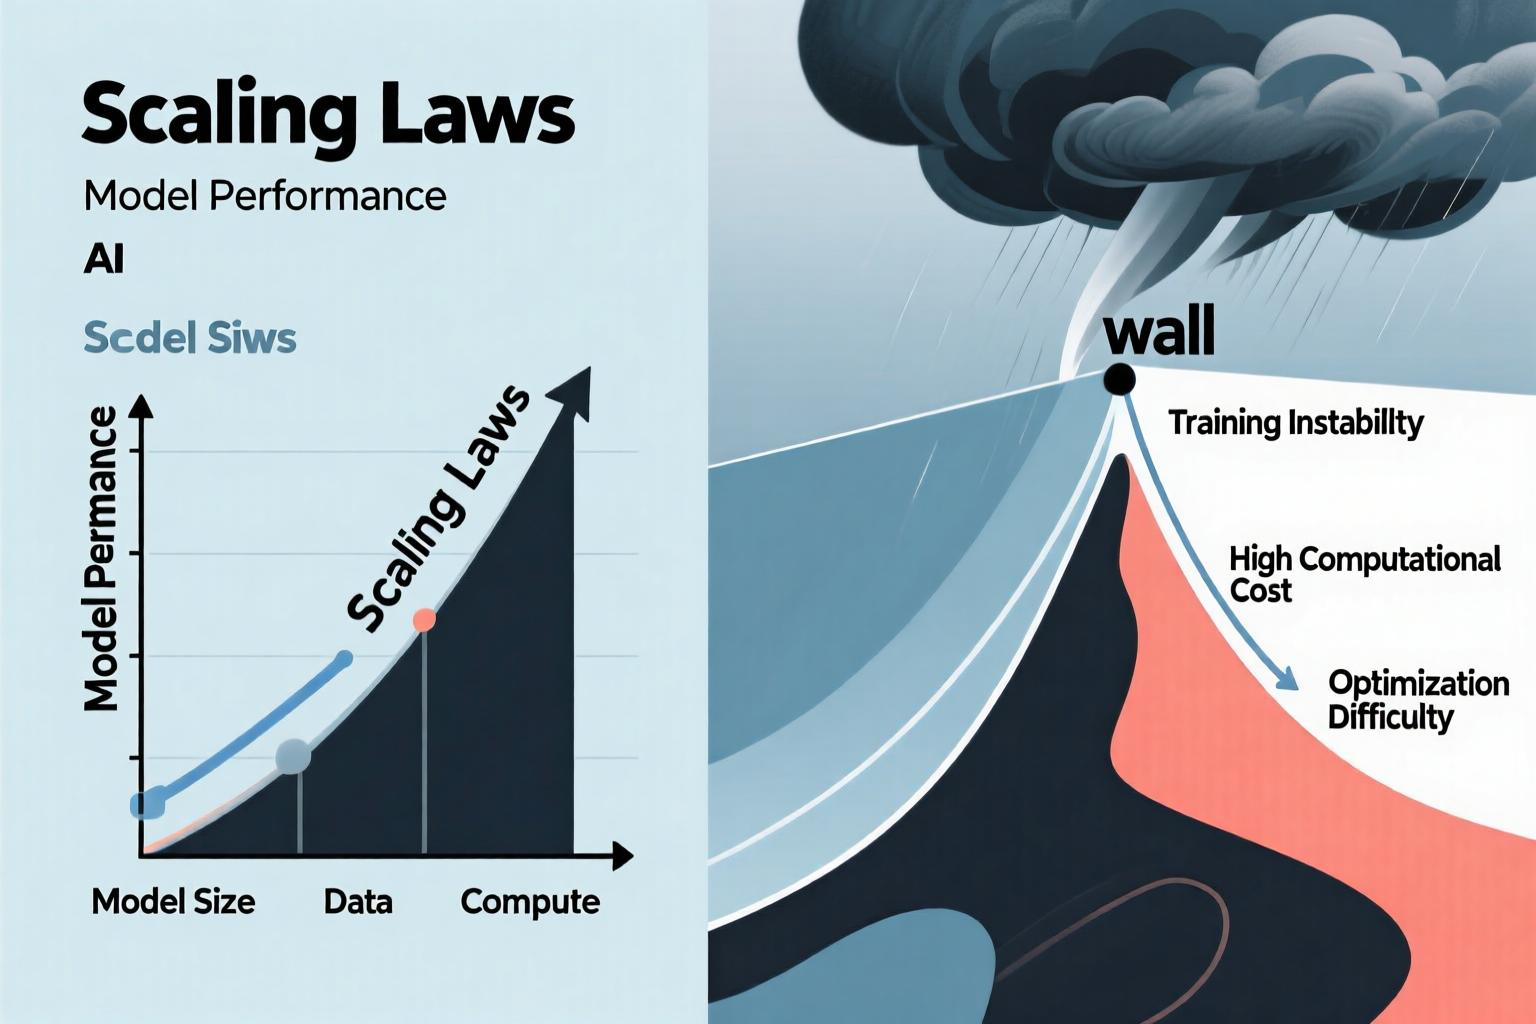 Scaling Laws
Model Performance
AI
Scdel Siws
Model Permance
Scaling Laws
Model Size
Data
Compute
wall
Training Instabillty
High Computational
Cost
Optimization
Difficulty